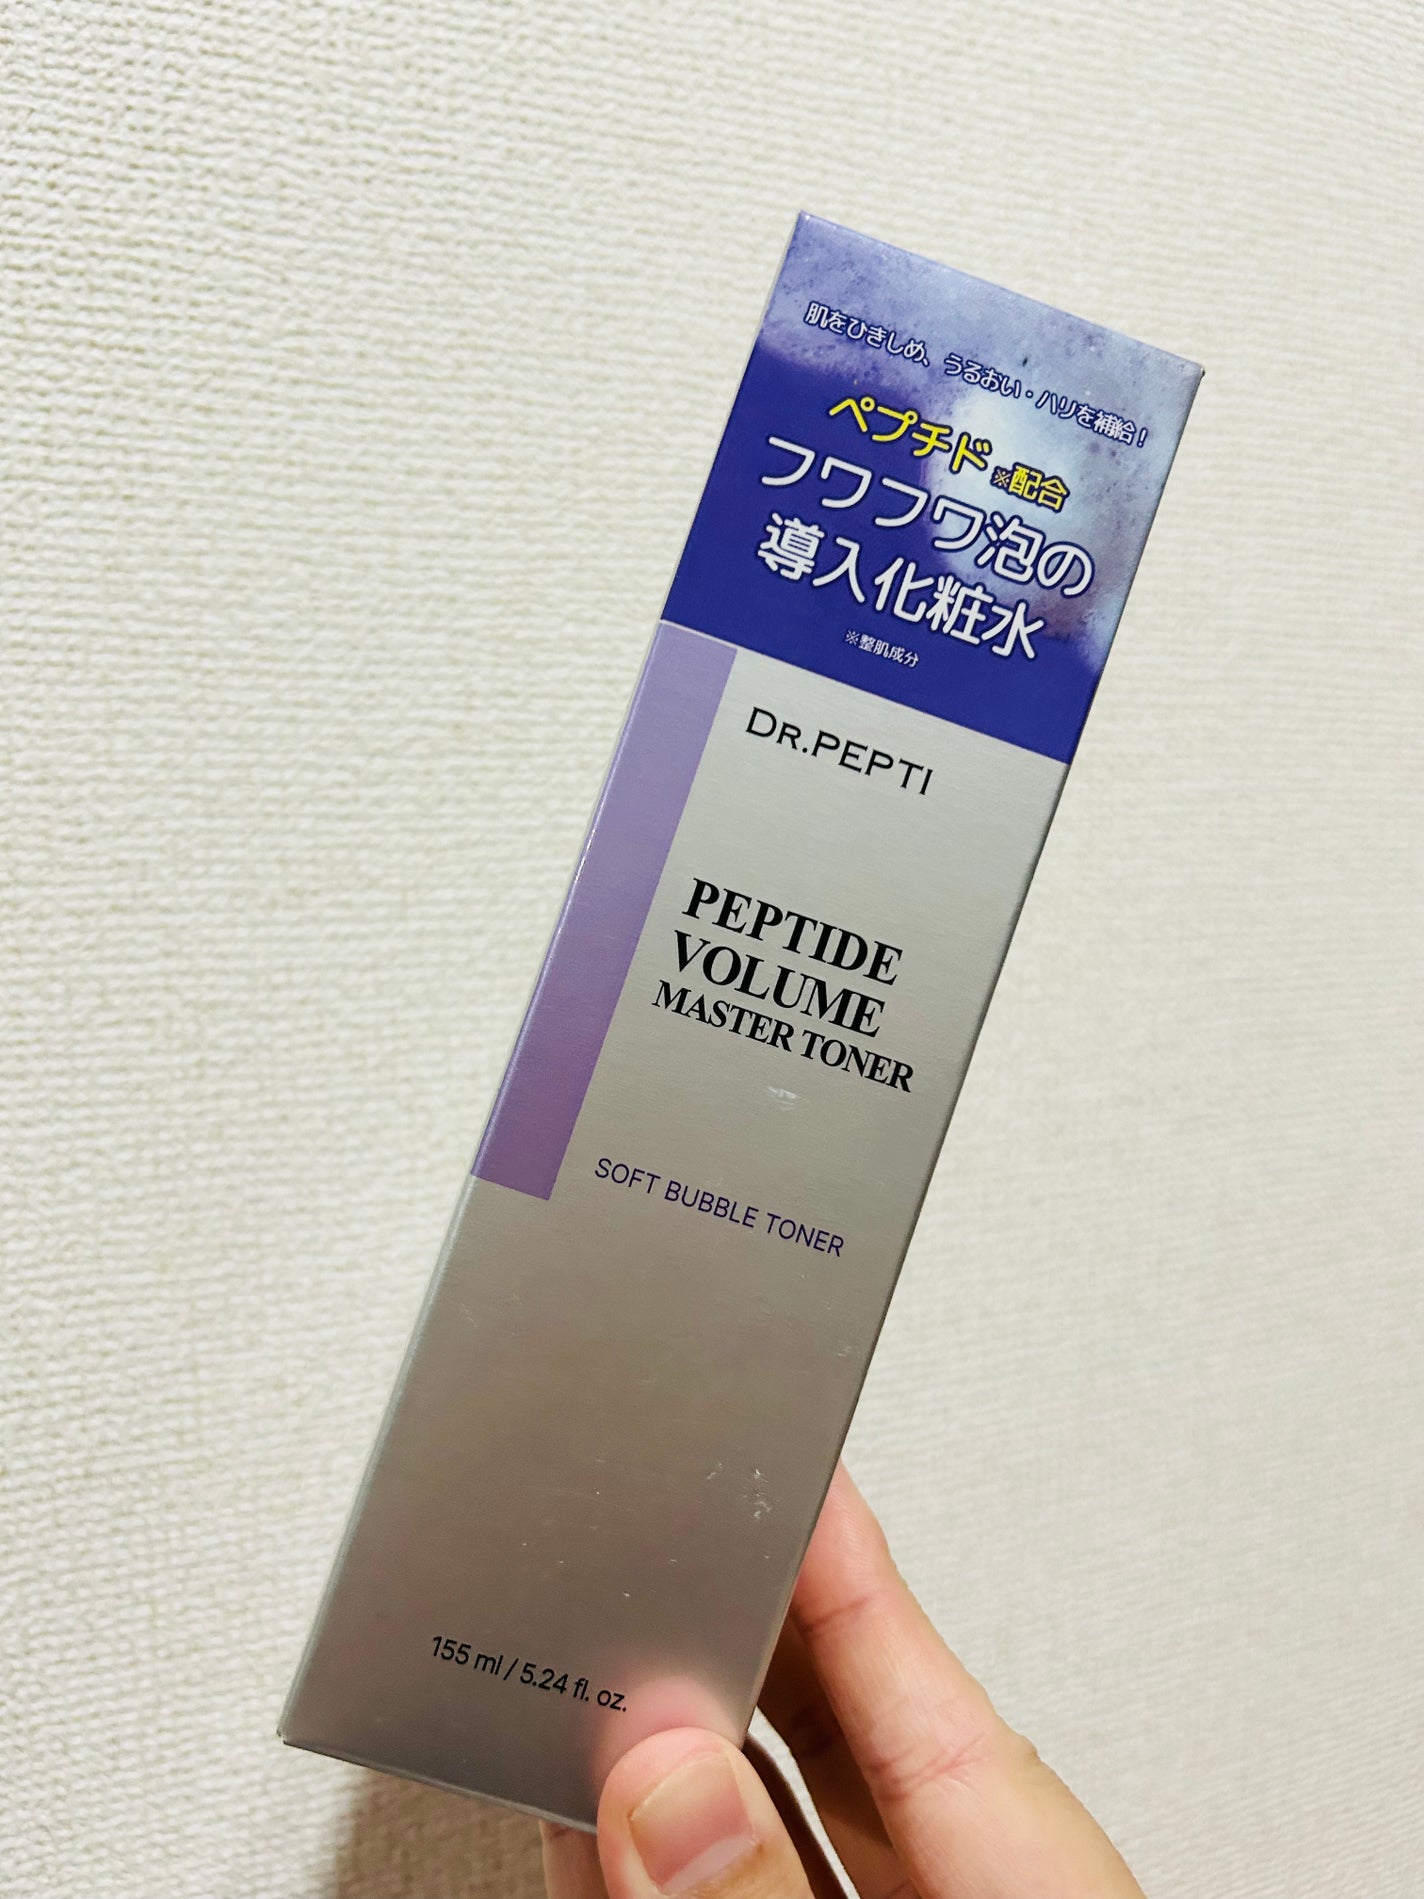 肌をひきしめ、うるおい・ハリを補給！
ペプチド※配合
フワフワ泡の
導入化粧水
※整肌成分
DR.PEPTI
PEPTIDE
VOLUME
MASTER TONER
SOFT BUBBLE TONER
155 ml / 5.24 fl. oz.